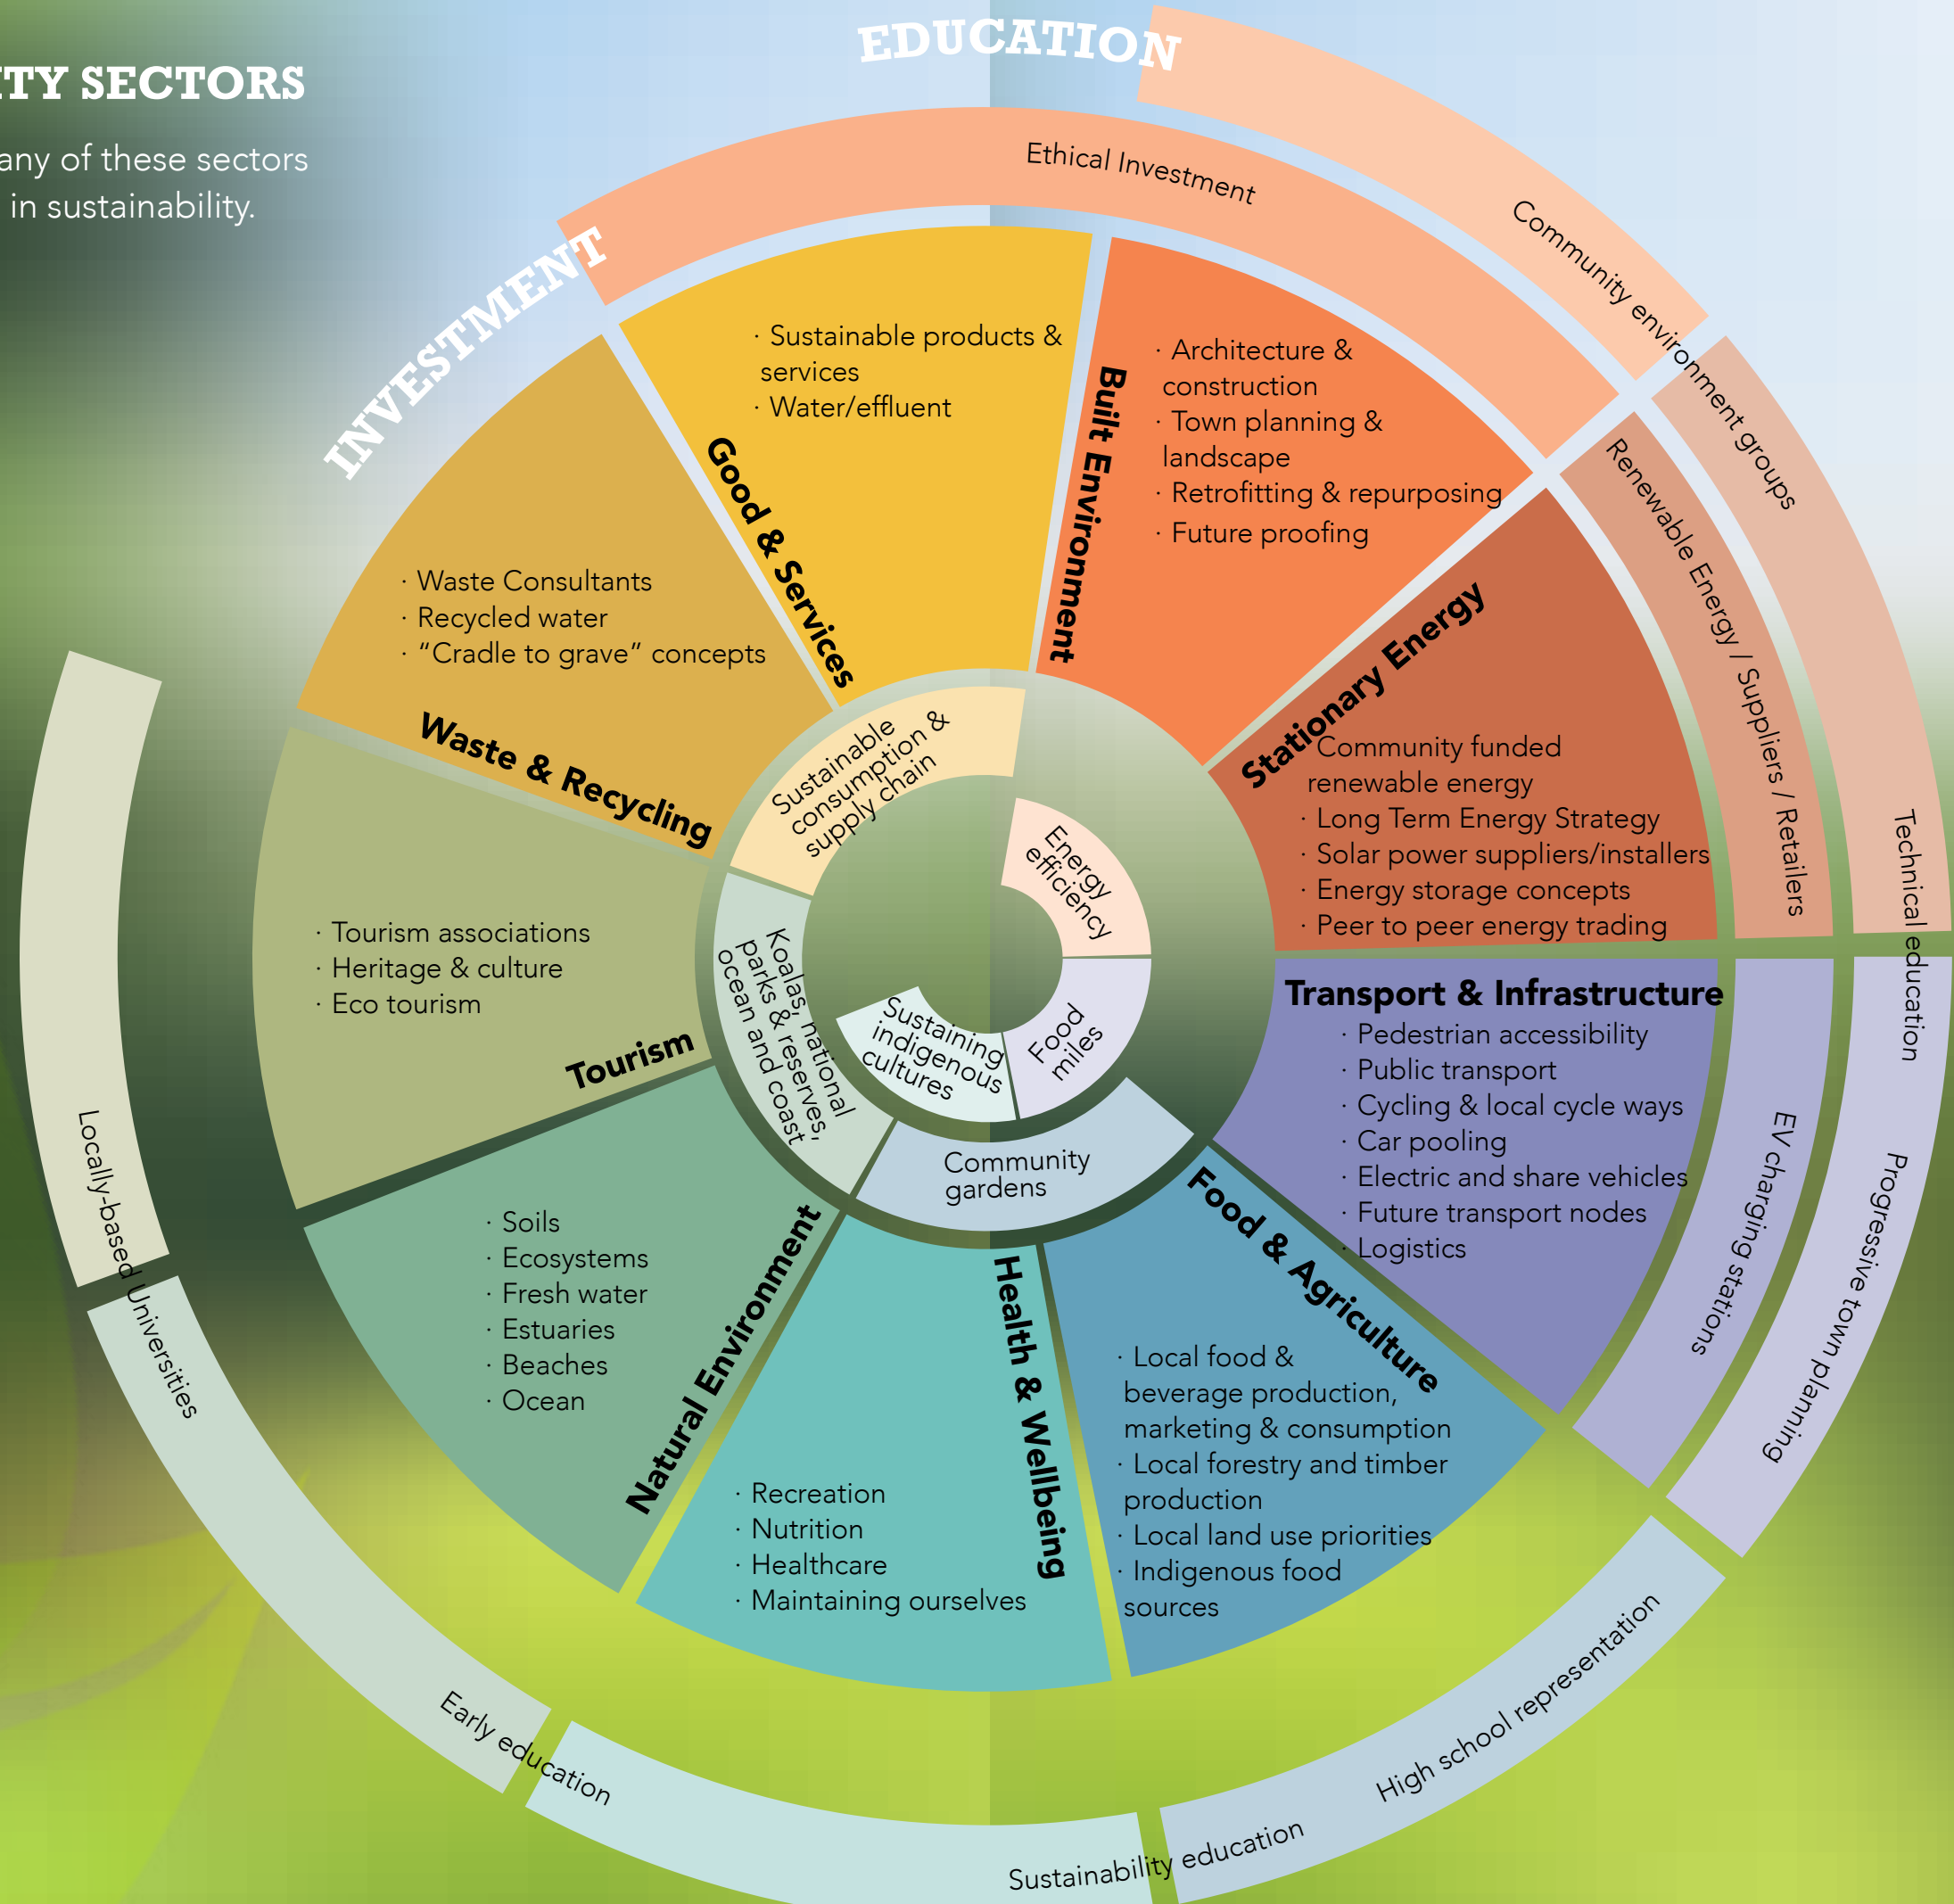 ITY SECTORS
any of these sectors
in sustainability.
EDUCATION
INVESTMENT
Ethical Investment
Community environment groups
Renewable Energy / Suppliers / Retailers
Technical education
EV charging stations
Progressive town planning
High school representation
Sustainability education
Early education
Locally-based Universities
Good & Services
· Sustainable products &
services
· Water/effluent
Built Environment
· Architecture &
construction
· Town planning &
landscape
· Retrofitting & repurposing
· Future proofing
Stationary Energy
Community funded
renewable energy
· Long Term Energy Strategy
· Solar power suppliers/installers
· Energy storage concepts
· Peer to peer energy trading
Transport & Infrastructure
· Pedestrian accessibility
· Public transport
· Cycling & local cycle ways
· Car pooling
· Electric and share vehicles
· Future transport nodes
· Logistics
Food & Agriculture
· Local food &
beverage production,
marketing & consumption
· Local forestry and timber
production
· Local land use priorities
· Indigenous food
sources
Health & Wellbeing
· Recreation
· Nutrition
· Healthcare
· Maintaining ourselves
Natural Environment
· Soils
· Ecosystems
· Fresh water
· Estuaries
· Beaches
· Ocean
Tourism
· Tourism associations
· Heritage & culture
· Eco tourism
Waste & Recycling
· Waste Consultants
· Recycled water
· “Cradle to grave” concepts
Sustainable
consumption &
supply chain
Energy
efficiency
Food
miles
Sustaining
indigenous
cultures
Koalas, national
parks & reserves,
ocean and coast
Community
gardens